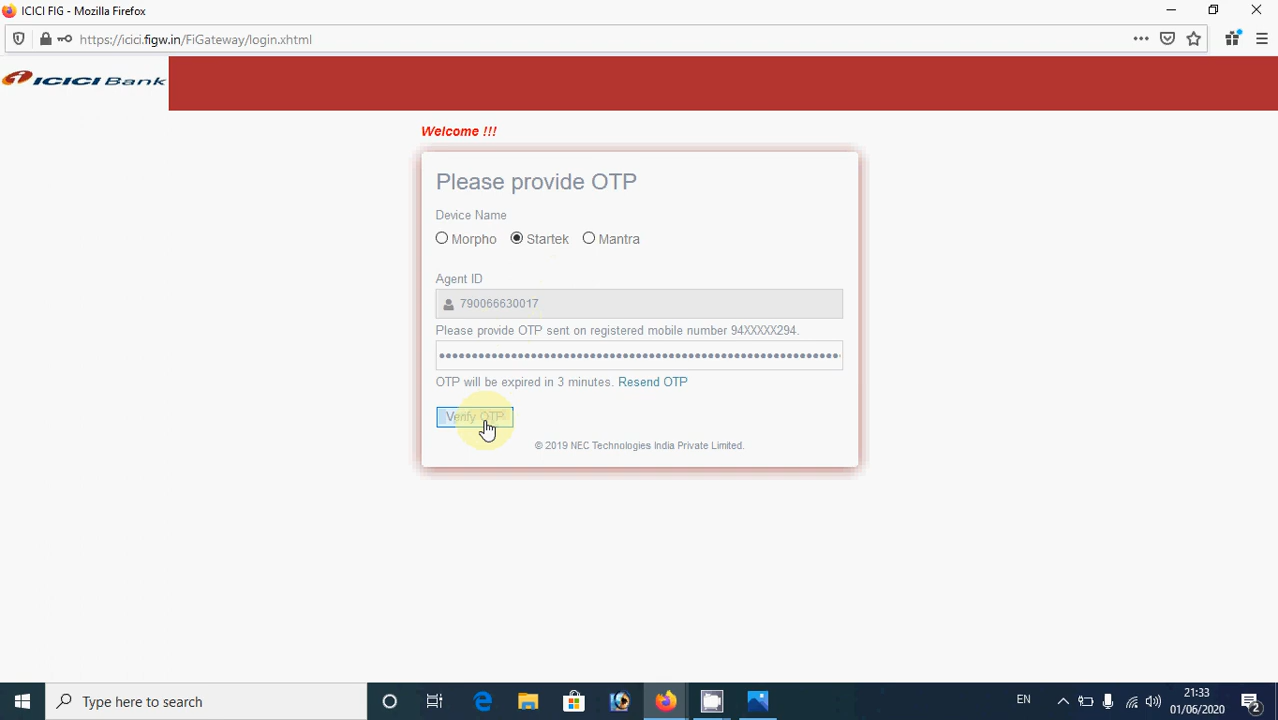 ICICI FIG - Mozilla Firefox
https://icici.figw.in/FiGateway/login.xhtml
ICICI Bank
Welcome !!!
Please provide OTP
Device Name
Morpho Startek Mantra
Agent ID
790066630017
Please provide OTP sent on registered mobile number 94XXXXX294.
OTP will be expired in 3 minutes. Resend OTP
Verify OTP
© 2019 NEC Technologies India Private Limited.
Type here to search
EN
21:33
01/06/2020
2